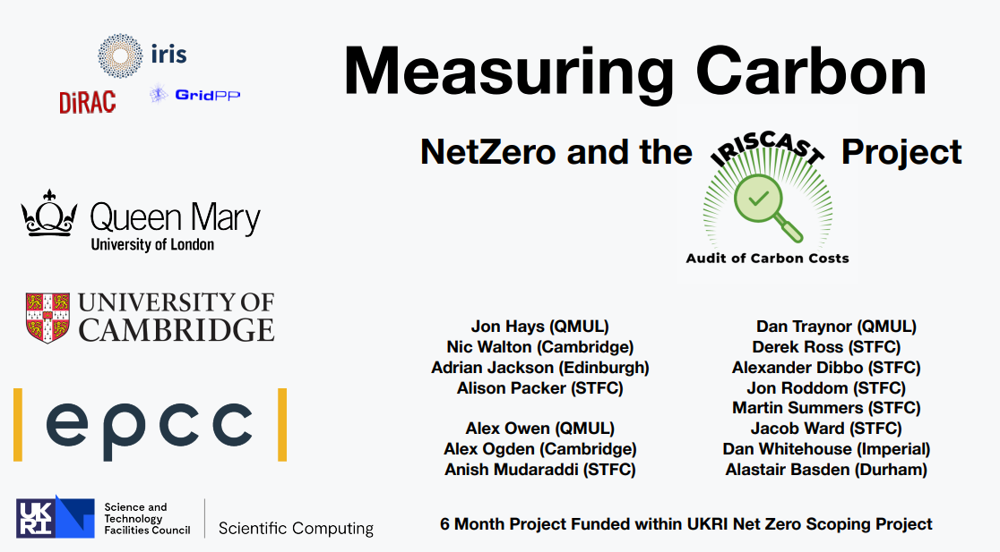 iris
DiRAC
GridPP
Measuring Carbon
NetZero and the
IRISCAST
Project
Audit of Carbon Costs
Queen Mary
University of London
UNIVERSITY OF
CAMBRIDGE
epcc
UK
RI
Science and
Technology
Facilities Council
Scientific Computing
Jon Hays (QMUL)
Nic Walton (Cambridge)
Adrian Jackson (Edinburgh)
Alison Packer (STFC)
Alex Owen (QMUL)
Alex Ogden (Cambridge)
Anish Mudaraddi (STFC)
Dan Traynor (QMUL)
Derek Ross (STFC)
Alexander Dibbo (STFC)
Jon Roddom (STFC)
Martin Summers (STFC)
Jacob Ward (STFC)
Dan Whitehouse (Imperial)
Alastair Basden (Durham)
6 Month Project Funded within UKRI Net Zero Scoping Project